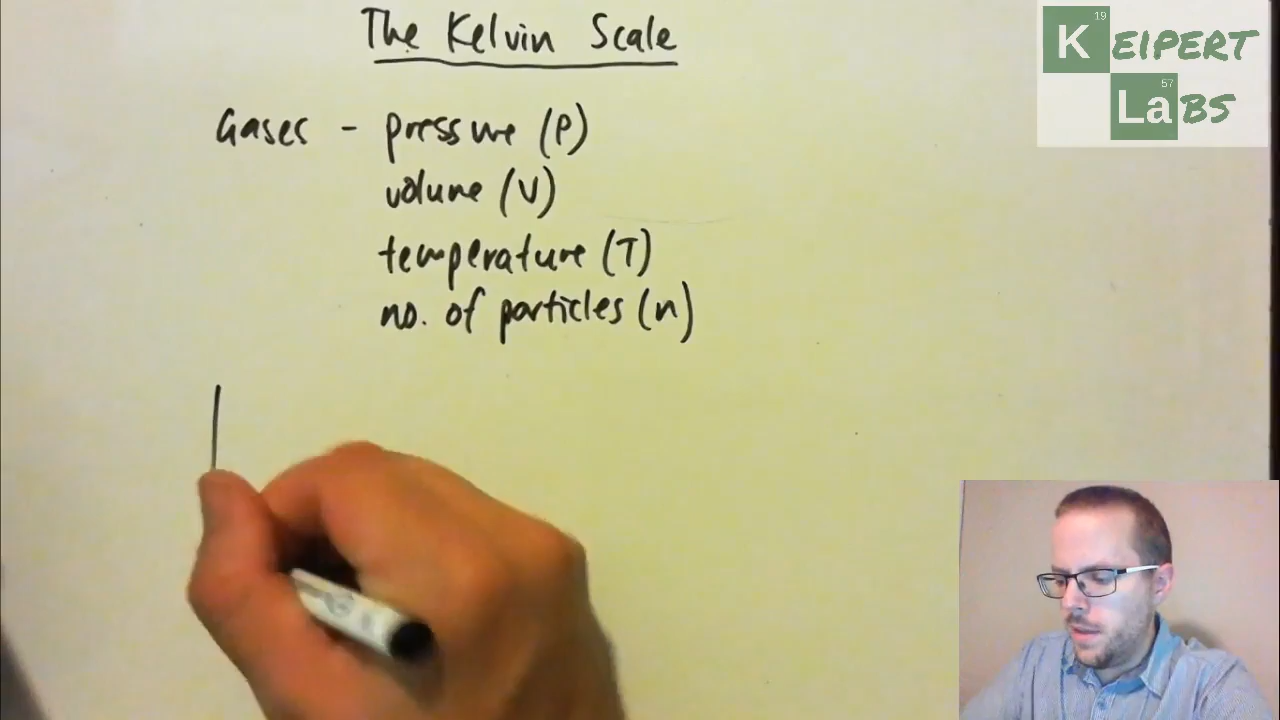 The Kelvin Scale
Gases - pressure (P)
volume (V)
temperature (T)
no. of particles (n)
19
KEIPERT
57
LaBS